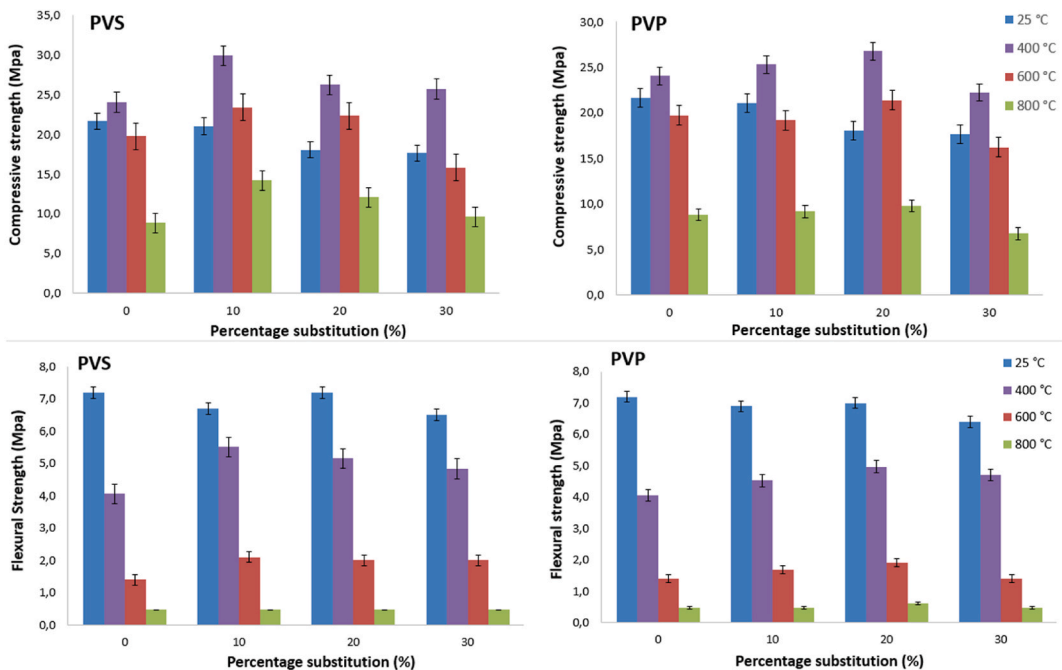 PVS
Compressive strength (Mpa)
35,0
30,0
25,0
20,0
15,0
10,0
5,0
0,0
0 10 20 30
Percentage substitution (%)
PVP
25 °C
400 °C
600 °C
800 °C
Compressive strength (Mpa)
30,0
25,0
20,0
15,0
10,0
5,0
0,0
0 10 20 30
Percentage substitution (%)
PVS
Flexural Strength (Mpa)
8,0
7,0
6,0
5,0
4,0
3,0
2,0
1,0
0,0
0 10 20 30
Percentage substitution (%)
PVP
25 °C
400 °C
600 °C
800 °C
Flexural strength (Mpa)
8,0
7,0
6,0
5,0
4,0
3,0
2,0
1,0
0,0
0 10 20 30
Percentage substitution (%)